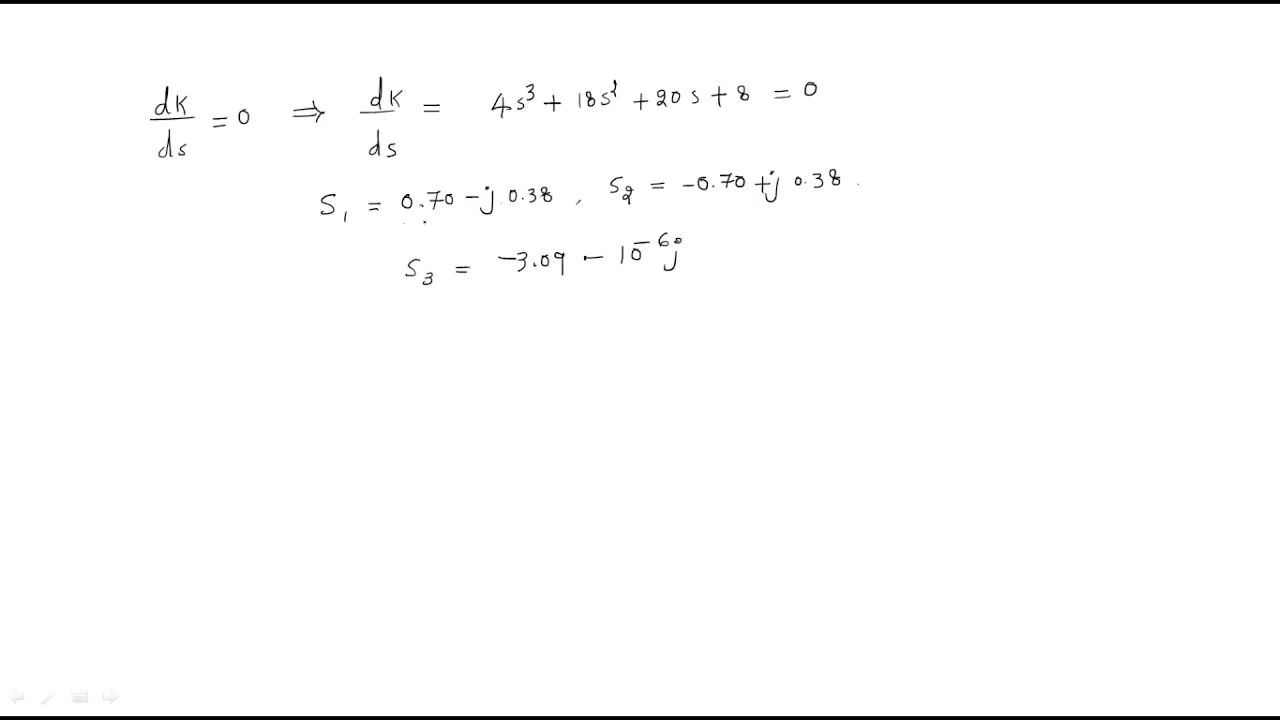 dK/ds = 0 ⇒ dK/ds = 4s³ + 18s² + 20s + 8 = 0
S₁ = 0.70 - j 0.38 , S₂ = -0.70 + j 0.38 .
S₃ = -3.09 - 10⁻⁶j